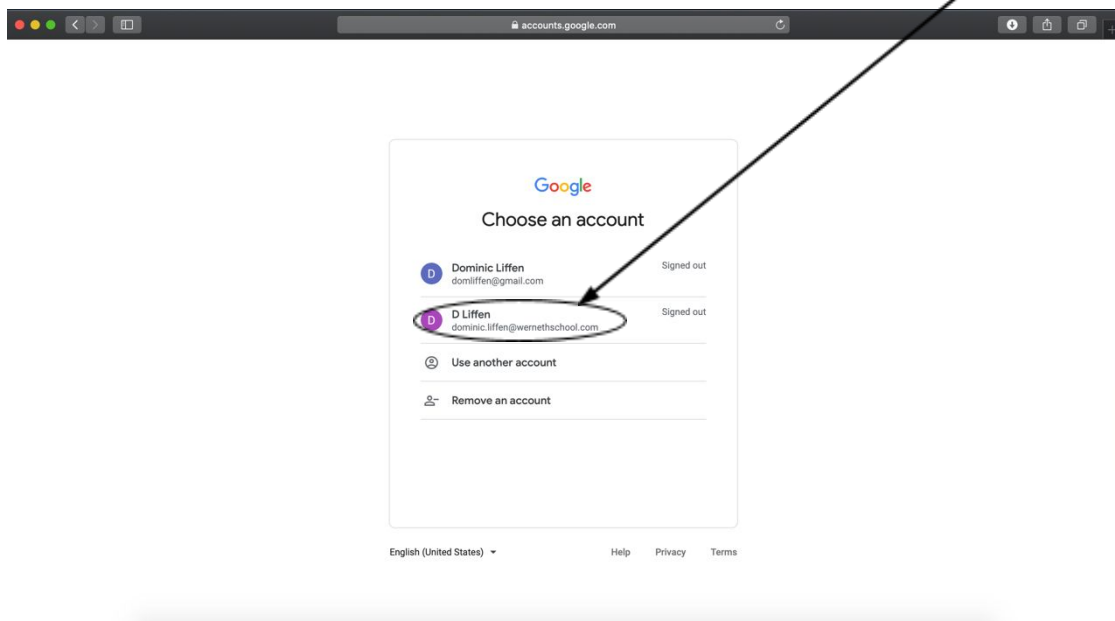 accounts.google.com
Google
Choose an account
D
Dominic Liffen
Signed out
domliffen@gmail.com
D
D Liffen
Signed out
dominic.liffen@wernethschool.com
Use another account
Remove an account
English (United States)
Help Privacy Terms